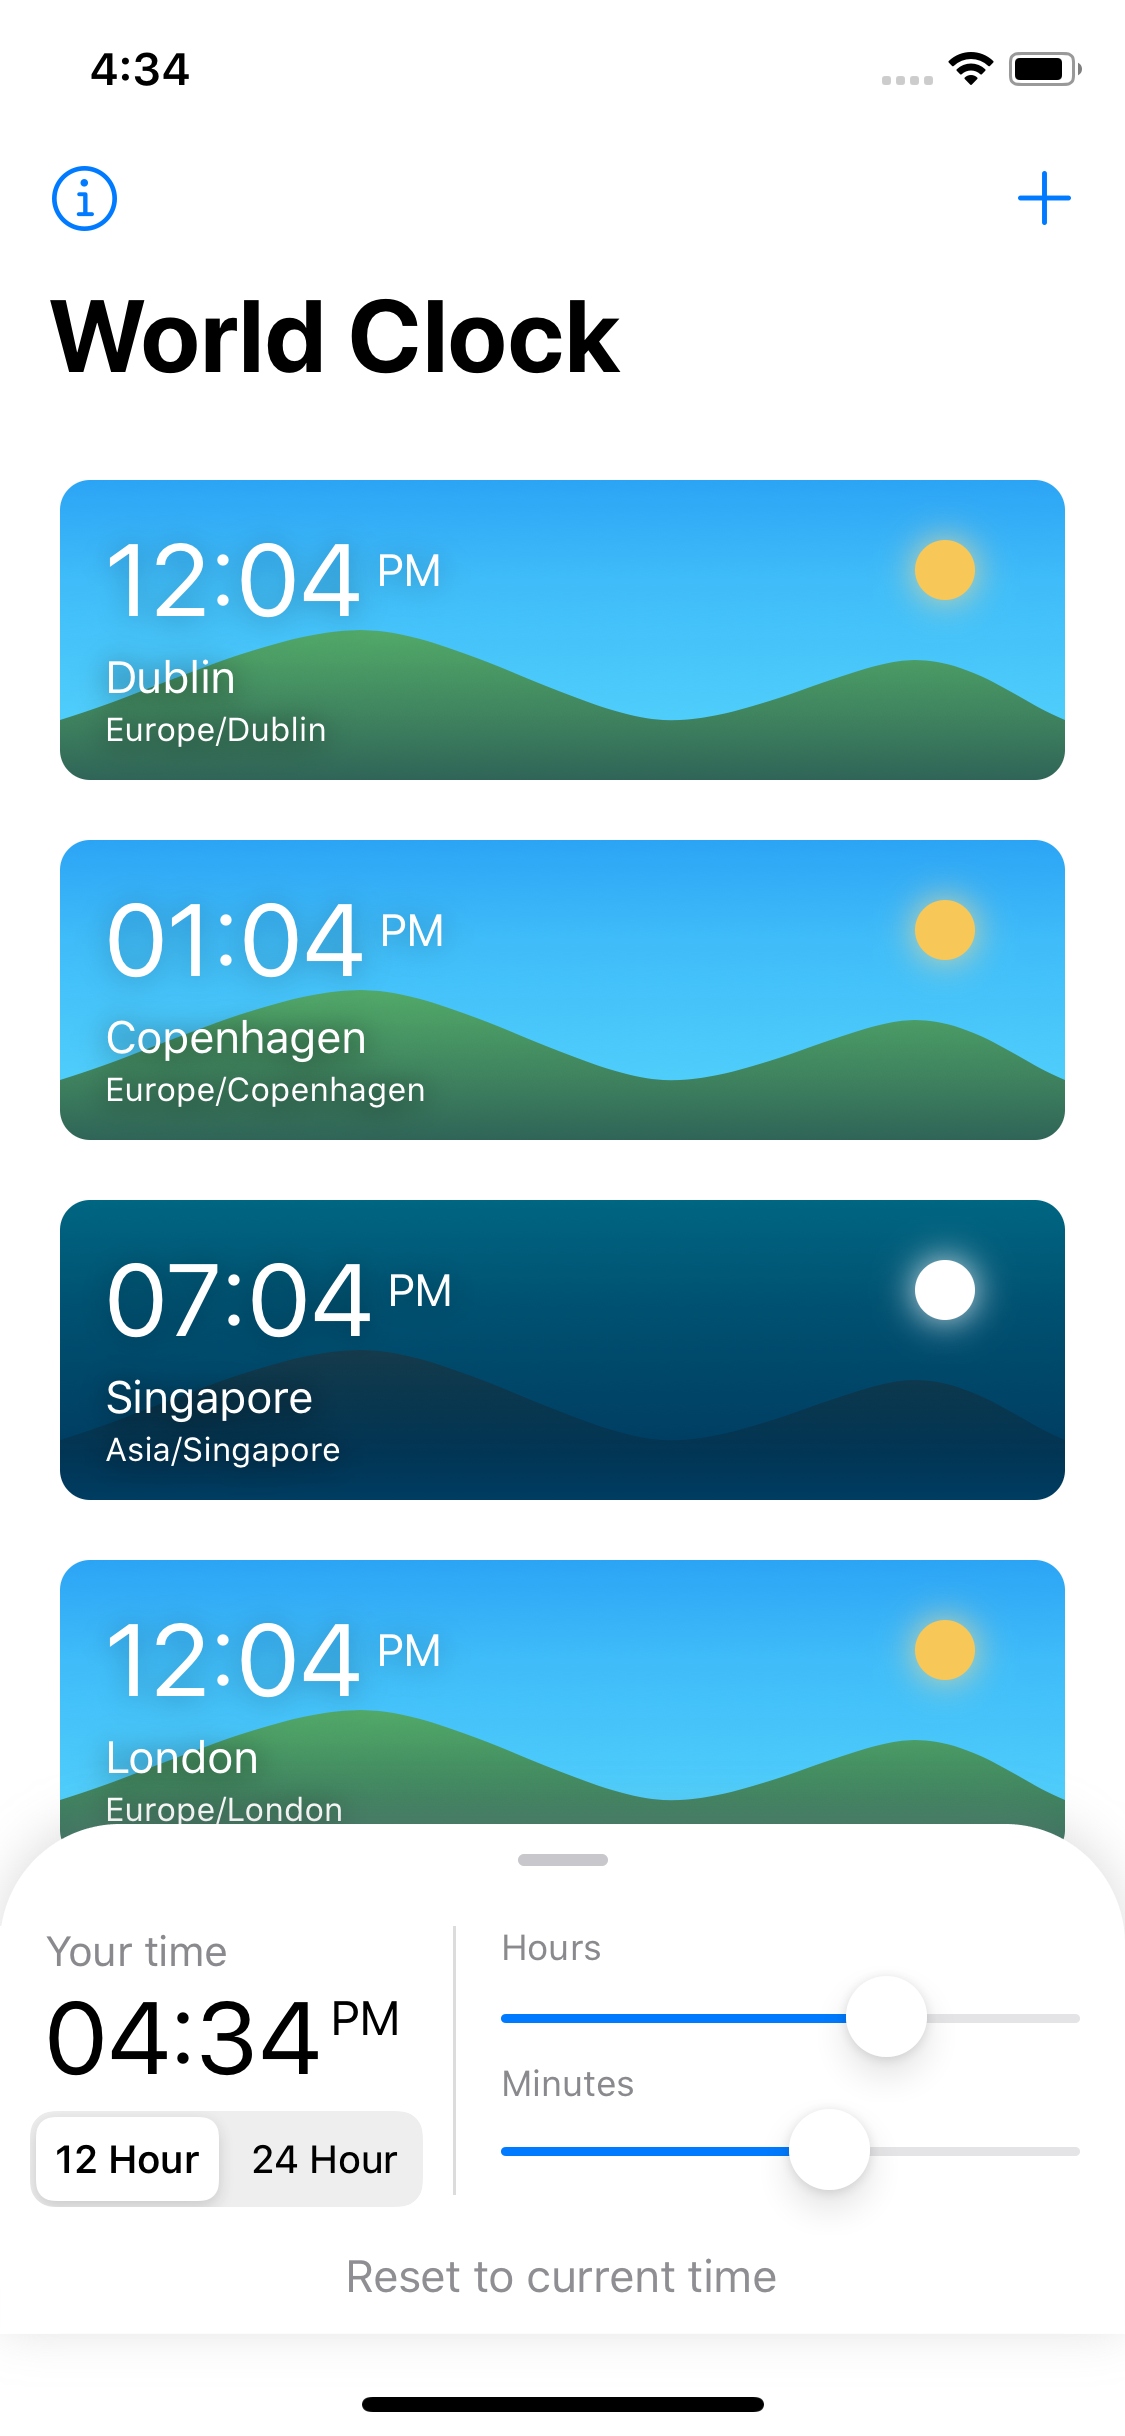 4:34
World Clock
12:04 PM
Dublin
Europe/Dublin
01:04 PM
Copenhagen
Europe/Copenhagen
07:04 PM
Singapore
Asia/Singapore
12:04 PM
London
Europe/London
Your time
04:34 PM
12 Hour 24 Hour
Hours
Minutes
Reset to current time